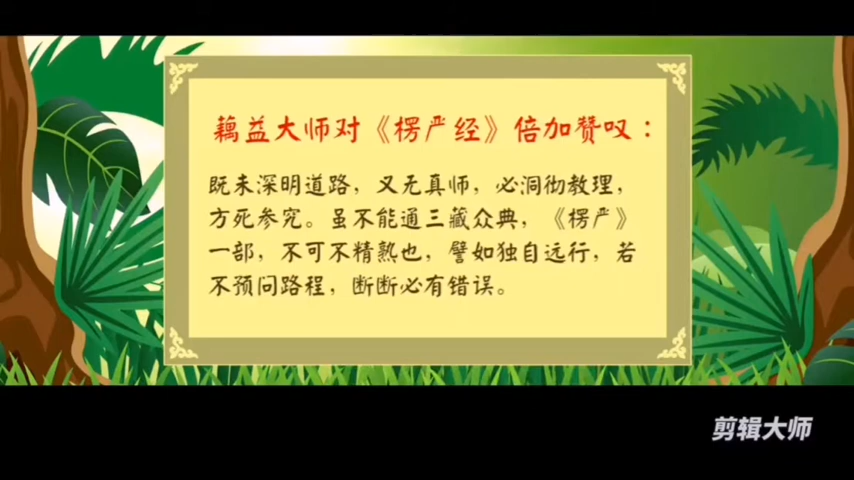 藕益大师对《楞严经》倍加赞叹：
既未深明道路，又无真师，必洞彻教理，
方死参究。虽不能通三藏众典，《楞严》
一部，不可不精熟也，譬如独自远行，若
不预问路程，断断必有错误。
剪辑大师